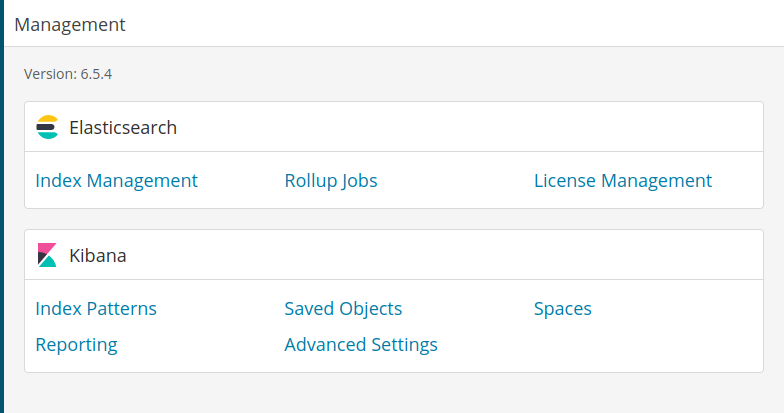 Management
Version: 6.5.4
Elasticsearch
Index Management Rollup Jobs License Management
Kibana
Index Patterns Saved Objects Spaces
Reporting Advanced Settings